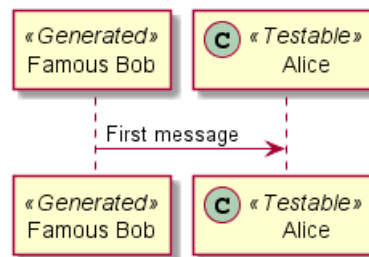 «Generated»
Famous Bob
C «Testable»
Alice
First message
«Generated»
Famous Bob
C «Testable»
Alice